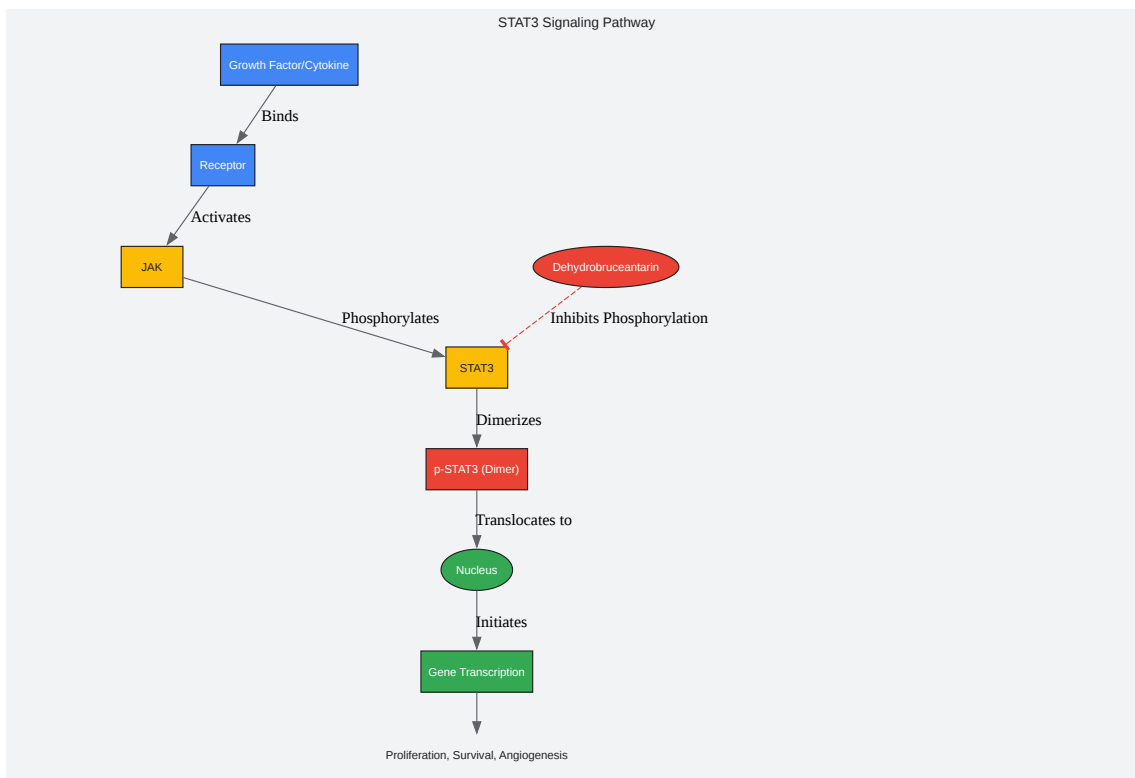 STAT3 Signaling Pathway
Growth Factor/Cytokine
Binds
Receptor
Activates
JAK
Dehydrobruceantarin
Phosphorylates
Inhibits Phosphorylation
STAT3
Dimerizes
p-STAT3 (Dimer)
Translocates to
Nucleus
Initiates
Gene Transcription
Proliferation, Survival, Angiogenesis